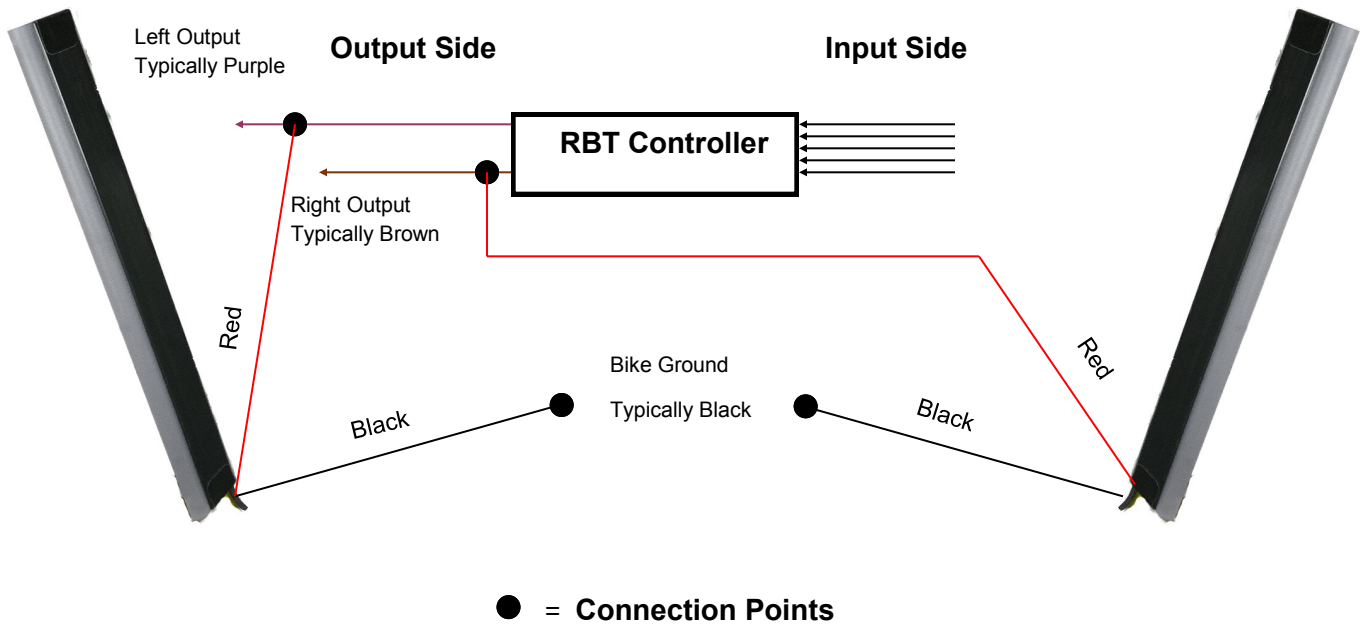 Left Output
Typically Purple
Output Side
Input Side
RBT Controller
Right Output
Typically Brown
Red
Red
Bike Ground
Typically Black
Black
Black
= Connection Points